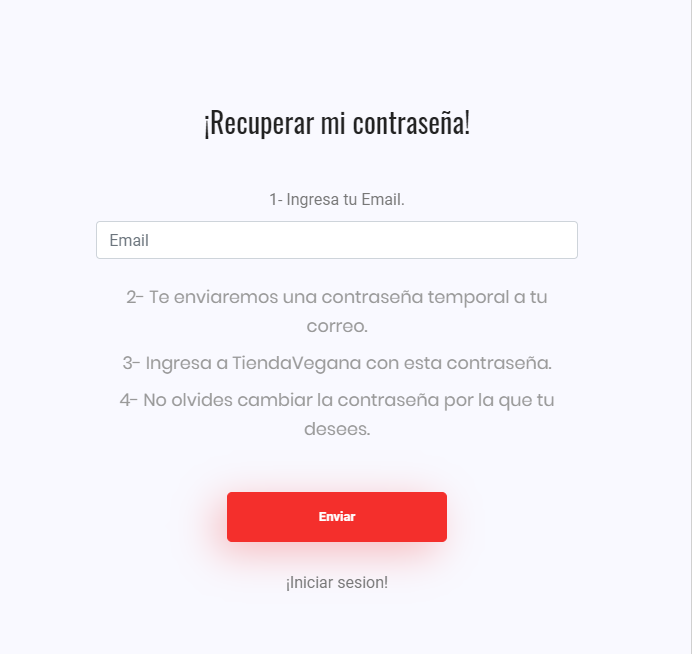 ¡Recuperar mi contraseña!
1- Ingresa tu Email.
Email
2- Te enviaremos una contraseña temporal a tu
correo.
3- Ingresa a TiendaVegana con esta contraseña.
4- No olvides cambiar la contraseña por la que tu
desees.
Enviar
¡Iniciar sesion!